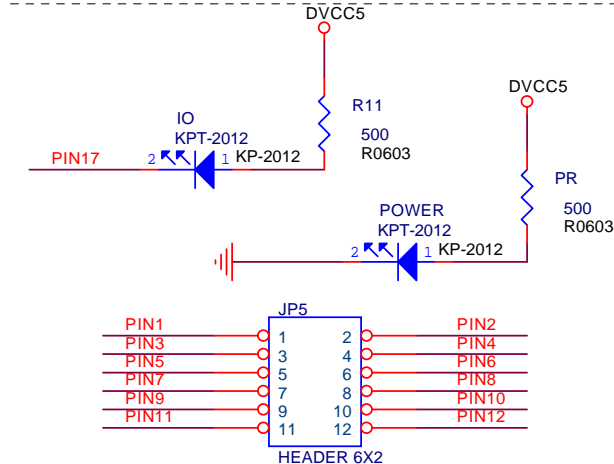 DVCC5
R11
500
R0603
IO
KPT-2012
KP-2012
PIN17
2
1
DVCC5
PR
500
R0603
POWER
KPT-2012
KP-2012
2
1
JP5
PIN1 1 2 PIN2
PIN3 3 4 PIN4
PIN5 5 6 PIN6
PIN7 7 8 PIN8
PIN9 9 10 PIN10
PIN11 11 12 PIN12
HEADER 6X2